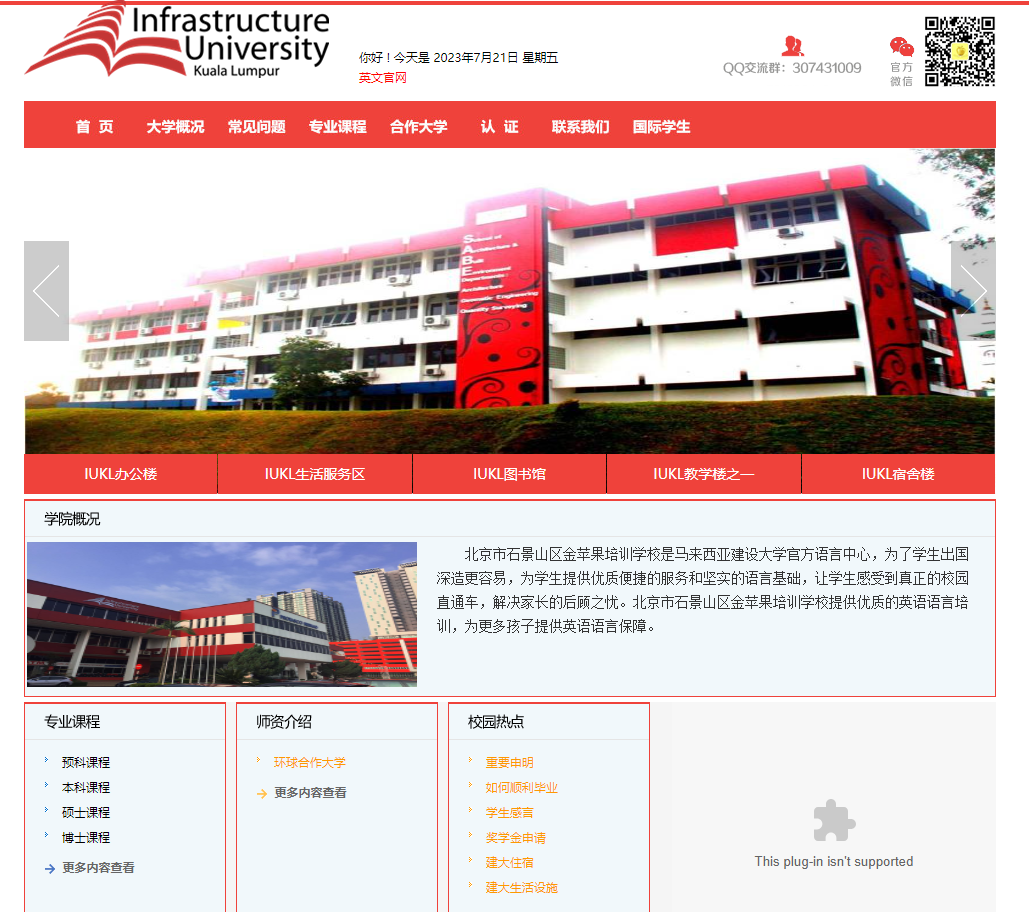 Infrastructure
University
Kuala Lumpur
你好！今天是 2023年7月21日 星期五
英文官网
QQ交流群：307431009
官方
微信
首 页 大学概况 常见问题 专业课程 合作大学 认 证 联系我们 国际学生
School of
Architecture &
Built
Environment
Departments
Architecture
Geomatic Engineering
Quantity Surveying
IUKL办公楼 IUKL生活服务区 IUKL图书馆 IUKL教学楼之一 IUKL宿舍楼
学院概况
北京市石景山区金苹果培训学校是马来西亚建设大学官方语言中心，为了学生出国
深造更容易，为学生提供优质便捷的服务和坚实的语言基础，让学生感受到真正的校园
直通车，解决家长的后顾之忧。北京市石景山区金苹果培训学校提供优质的英语语言培
训，为更多孩子提供英语语言保障。
专业课程
预科课程
本科课程
硕士课程
博士课程
更多内容查看
师资介绍
环球合作大学
更多内容查看
校园热点
重要申明
如何顺利毕业
学生感言
奖学金申请
建大住宿
建大生活设施
This plug-in isn't supported